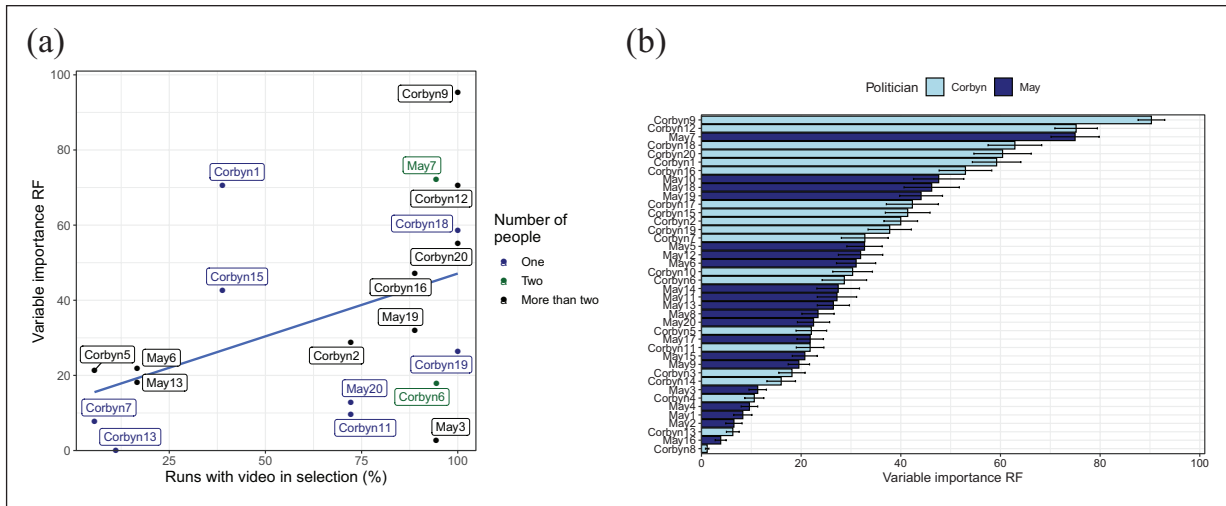 (a)
100
80
60
40
20
0
Variable importance RF
25
50
75
100
Runs with video in selection (%)
Corbyn9
May7
Corbyn1
Corbyn12
Corbyn18
Corbyn20
Corbyn15
Corbyn16
May19
Corbyn2
Corbyn5
May6
May13
Corbyn19
May20
Corbyn6
Corbyn7
Corbyn11
May3
Corbyn13
Number of
people
One
Two
More than two
(b)
Politician Corbyn May
Corbyn9
Corbyn12
May7
Corbyn18
Corbyn20
Corbyn1
Corbyn16
May10
May18
May19
Corbyn17
Corbyn15
Corbyn2
Corbyn19
Corbyn7
May5
May12
May6
Corbyn10
Corbyn6
May14
May11
May13
May8
May20
Corbyn5
May17
Corbyn11
May15
May9
Corbyn3
Corbyn14
May3
Corbyn4
May4
May1
May2
Corbyn13
May16
Corbyn8
0
20
40
60
80
100
Variable importance RF